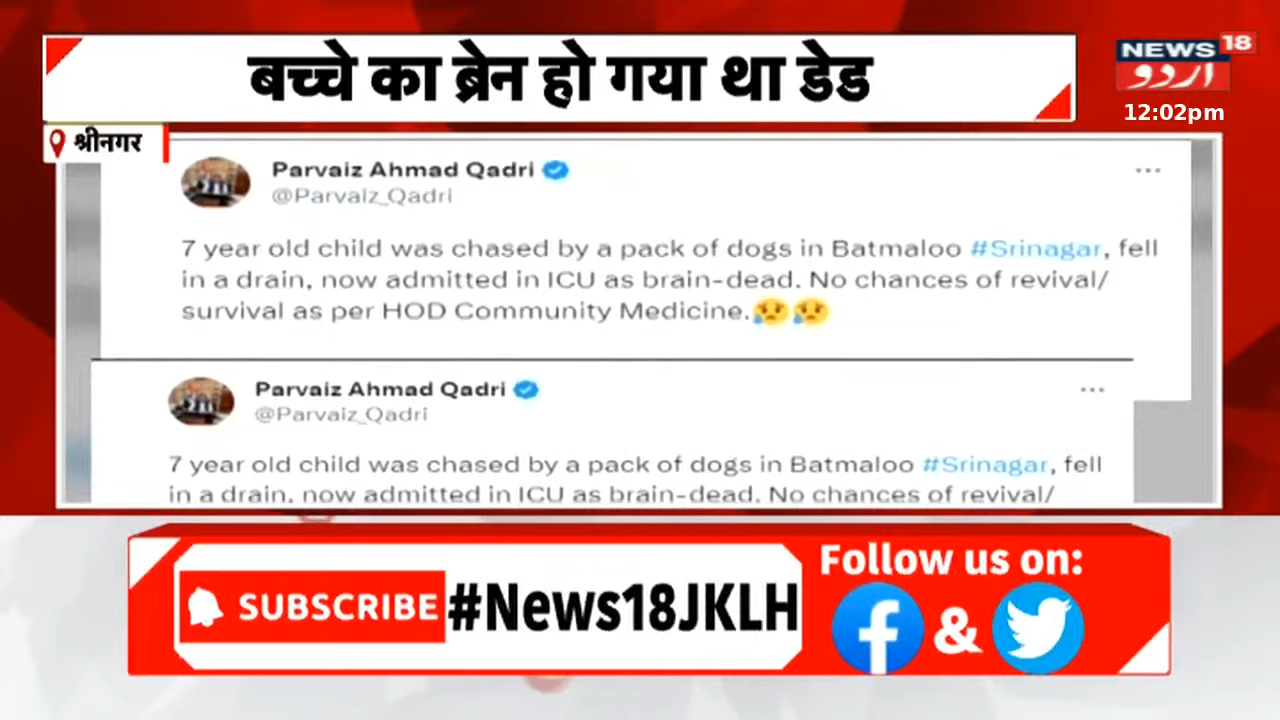 बच्चे का ब्रेन हो गया था डेड
NEWS 18
اردو
12:02pm
श्रीनगर
Parvaiz Ahmad Qadri
@Parvaiz_Qadri
7 year old child was chased by a pack of dogs in Batmaloo #Srinagar, fell
in a drain, now admitted in ICU as brain-dead. No chances of revival/
survival as per HOD Community Medicine.😥😥
Parvaiz Ahmad Qadri
@Parvaiz_Qadri
7 year old child was chased by a pack of dogs in Batmaloo #Srinagar, fell
in a drain, now admitted in ICU as brain-dead. No chances of revival/
SUBSCRIBE #News18JKLH
Follow us on:
&